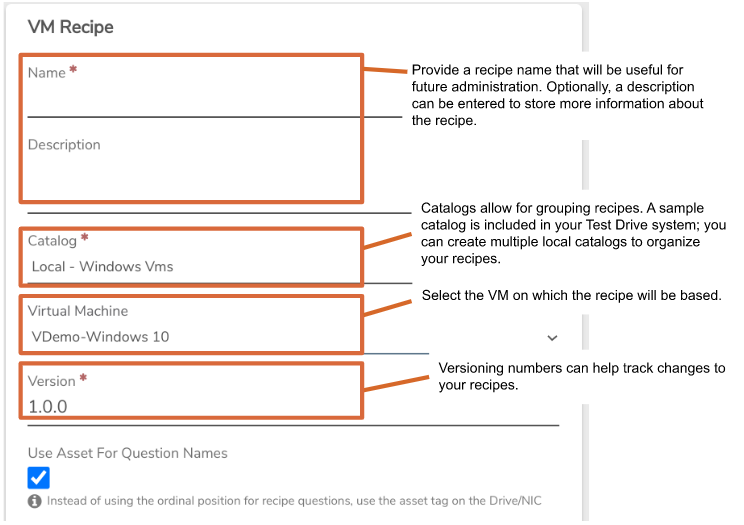 VM Recipe
Name *
Provide a recipe name that will be useful for
future administration. Optionally, a description
can be entered to store more information about
the recipe.
Description
Catalogs allow for grouping recipes. A sample
catalog is included in your Test Drive system; you
can create multiple local catalogs to organize
your recipes.
Catalog *
Local - Windows Vms
Select the VM on which the recipe will be based.
Virtual Machine
VDemo-Windows 10
Versioning numbers can help track changes to
your recipes.
Version *
1.0.0
Use Asset For Question Names
Instead of using the ordinal position for recipe questions, use the asset tag on the Drive/NIC